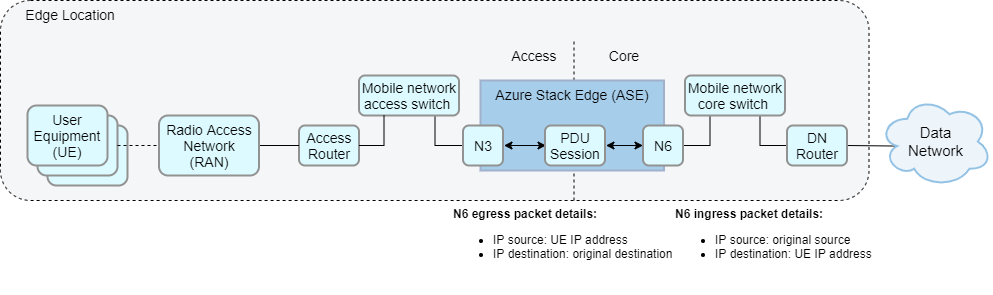 Edge Location
Access
Core
Mobile network
access switch
Mobile network
core switch
Azure Stack Edge (ASE)
User
Equipment
(UE)
Radio Access
Network
(RAN)
Access
Router
N3
PDU
Session
N6
DN
Router
Data
Network
N6 egress packet details:
• IP source: UE IP address
• IP destination: original destination
N6 ingress packet details:
• IP source: original source
• IP destination: UE IP address